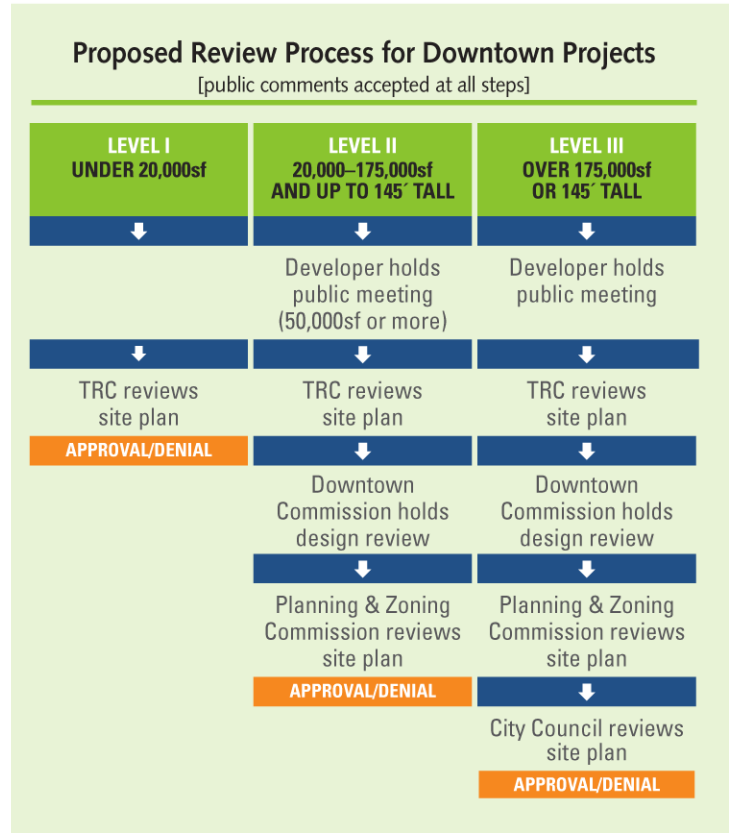 Proposed Review Process for Downtown Projects
[public comments accepted at all steps]
LEVEL I
UNDER 20,000sf
LEVEL II
20,000–175,000sf
AND UP TO 145´ TALL
LEVEL III
OVER 175,000sf
OR 145´ TALL
Developer holds
public meeting
(50,000sf or more)
Developer holds
public meeting
TRC reviews
site plan
TRC reviews
site plan
TRC reviews
site plan
APPROVAL/DENIAL
Downtown
Commission holds
design review
Downtown
Commission holds
design review
Planning & Zoning
Commission reviews
site plan
Planning & Zoning
Commission reviews
site plan
APPROVAL/DENIAL
City Council reviews
site plan
APPROVAL/DENIAL